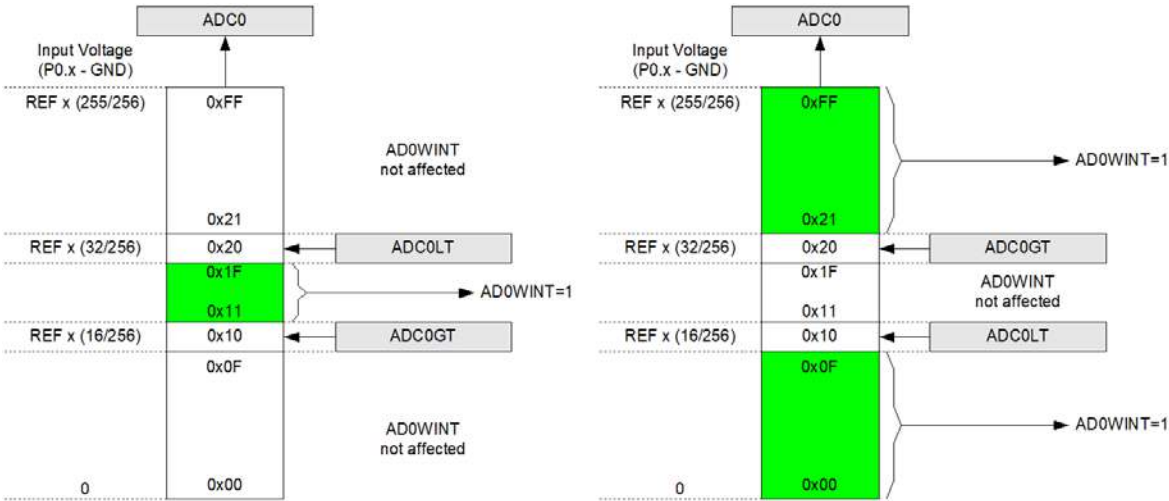 ADC0
Input Voltage
(P0.x - GND)
REF x (255/256)
0xFF
AD0WINT
not affected
0x21
REF x (32/256)
0x20
ADC0LT
0x1F
AD0WINT=1
0x11
REF x (16/256)
0x10
ADC0GT
0x0F
AD0WINT
not affected
0
0x00
ADC0
Input Voltage
(P0.x - GND)
REF x (255/256)
0xFF
AD0WINT=1
0x21
REF x (32/256)
0x20
ADC0GT
0x1F
AD0WINT
not affected
0x11
REF x (16/256)
0x10
ADC0LT
0x0F
AD0WINT=1
0
0x00